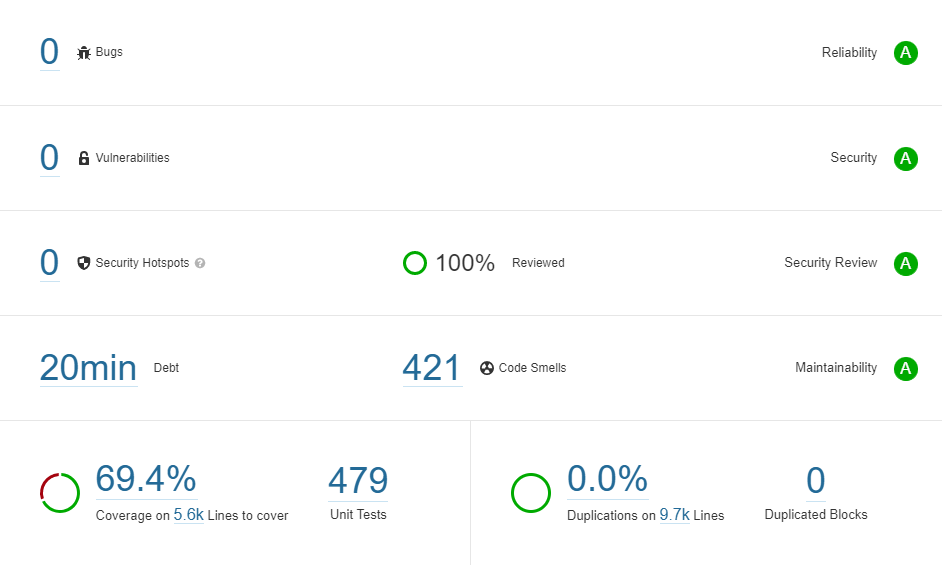 0 Bugs Reliability A
0 Vulnerabilities Security A
0 Security Hotspots ? 100% Reviewed Security Review A
20min Debt 421 Code Smells Maintainability A
69.4% 479
Coverage on 5.6k Lines to cover Unit Tests
0.0% 0
Duplications on 9.7k Lines Duplicated Blocks